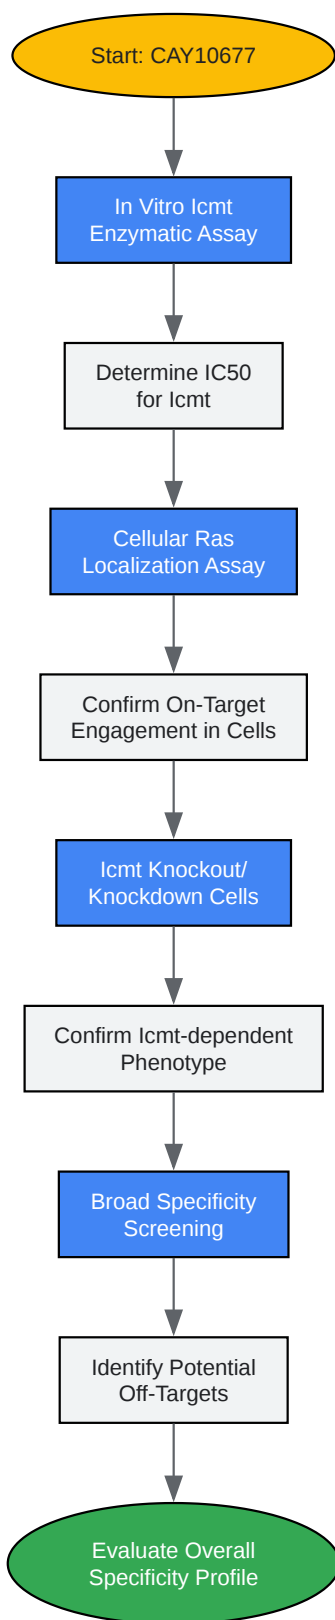 Start: CAY10677
In Vitro Icmt
Enzymatic Assay
Determine IC50
for Icmt
Cellular Ras
Localization Assay
Confirm On-Target
Engagement in Cells
Icmt Knockout/
Knockdown Cells
Confirm Icmt-dependent
Phenotype
Broad Specificity
Screening
Identify Potential
Off-Targets
Evaluate Overall
Specificity Profile